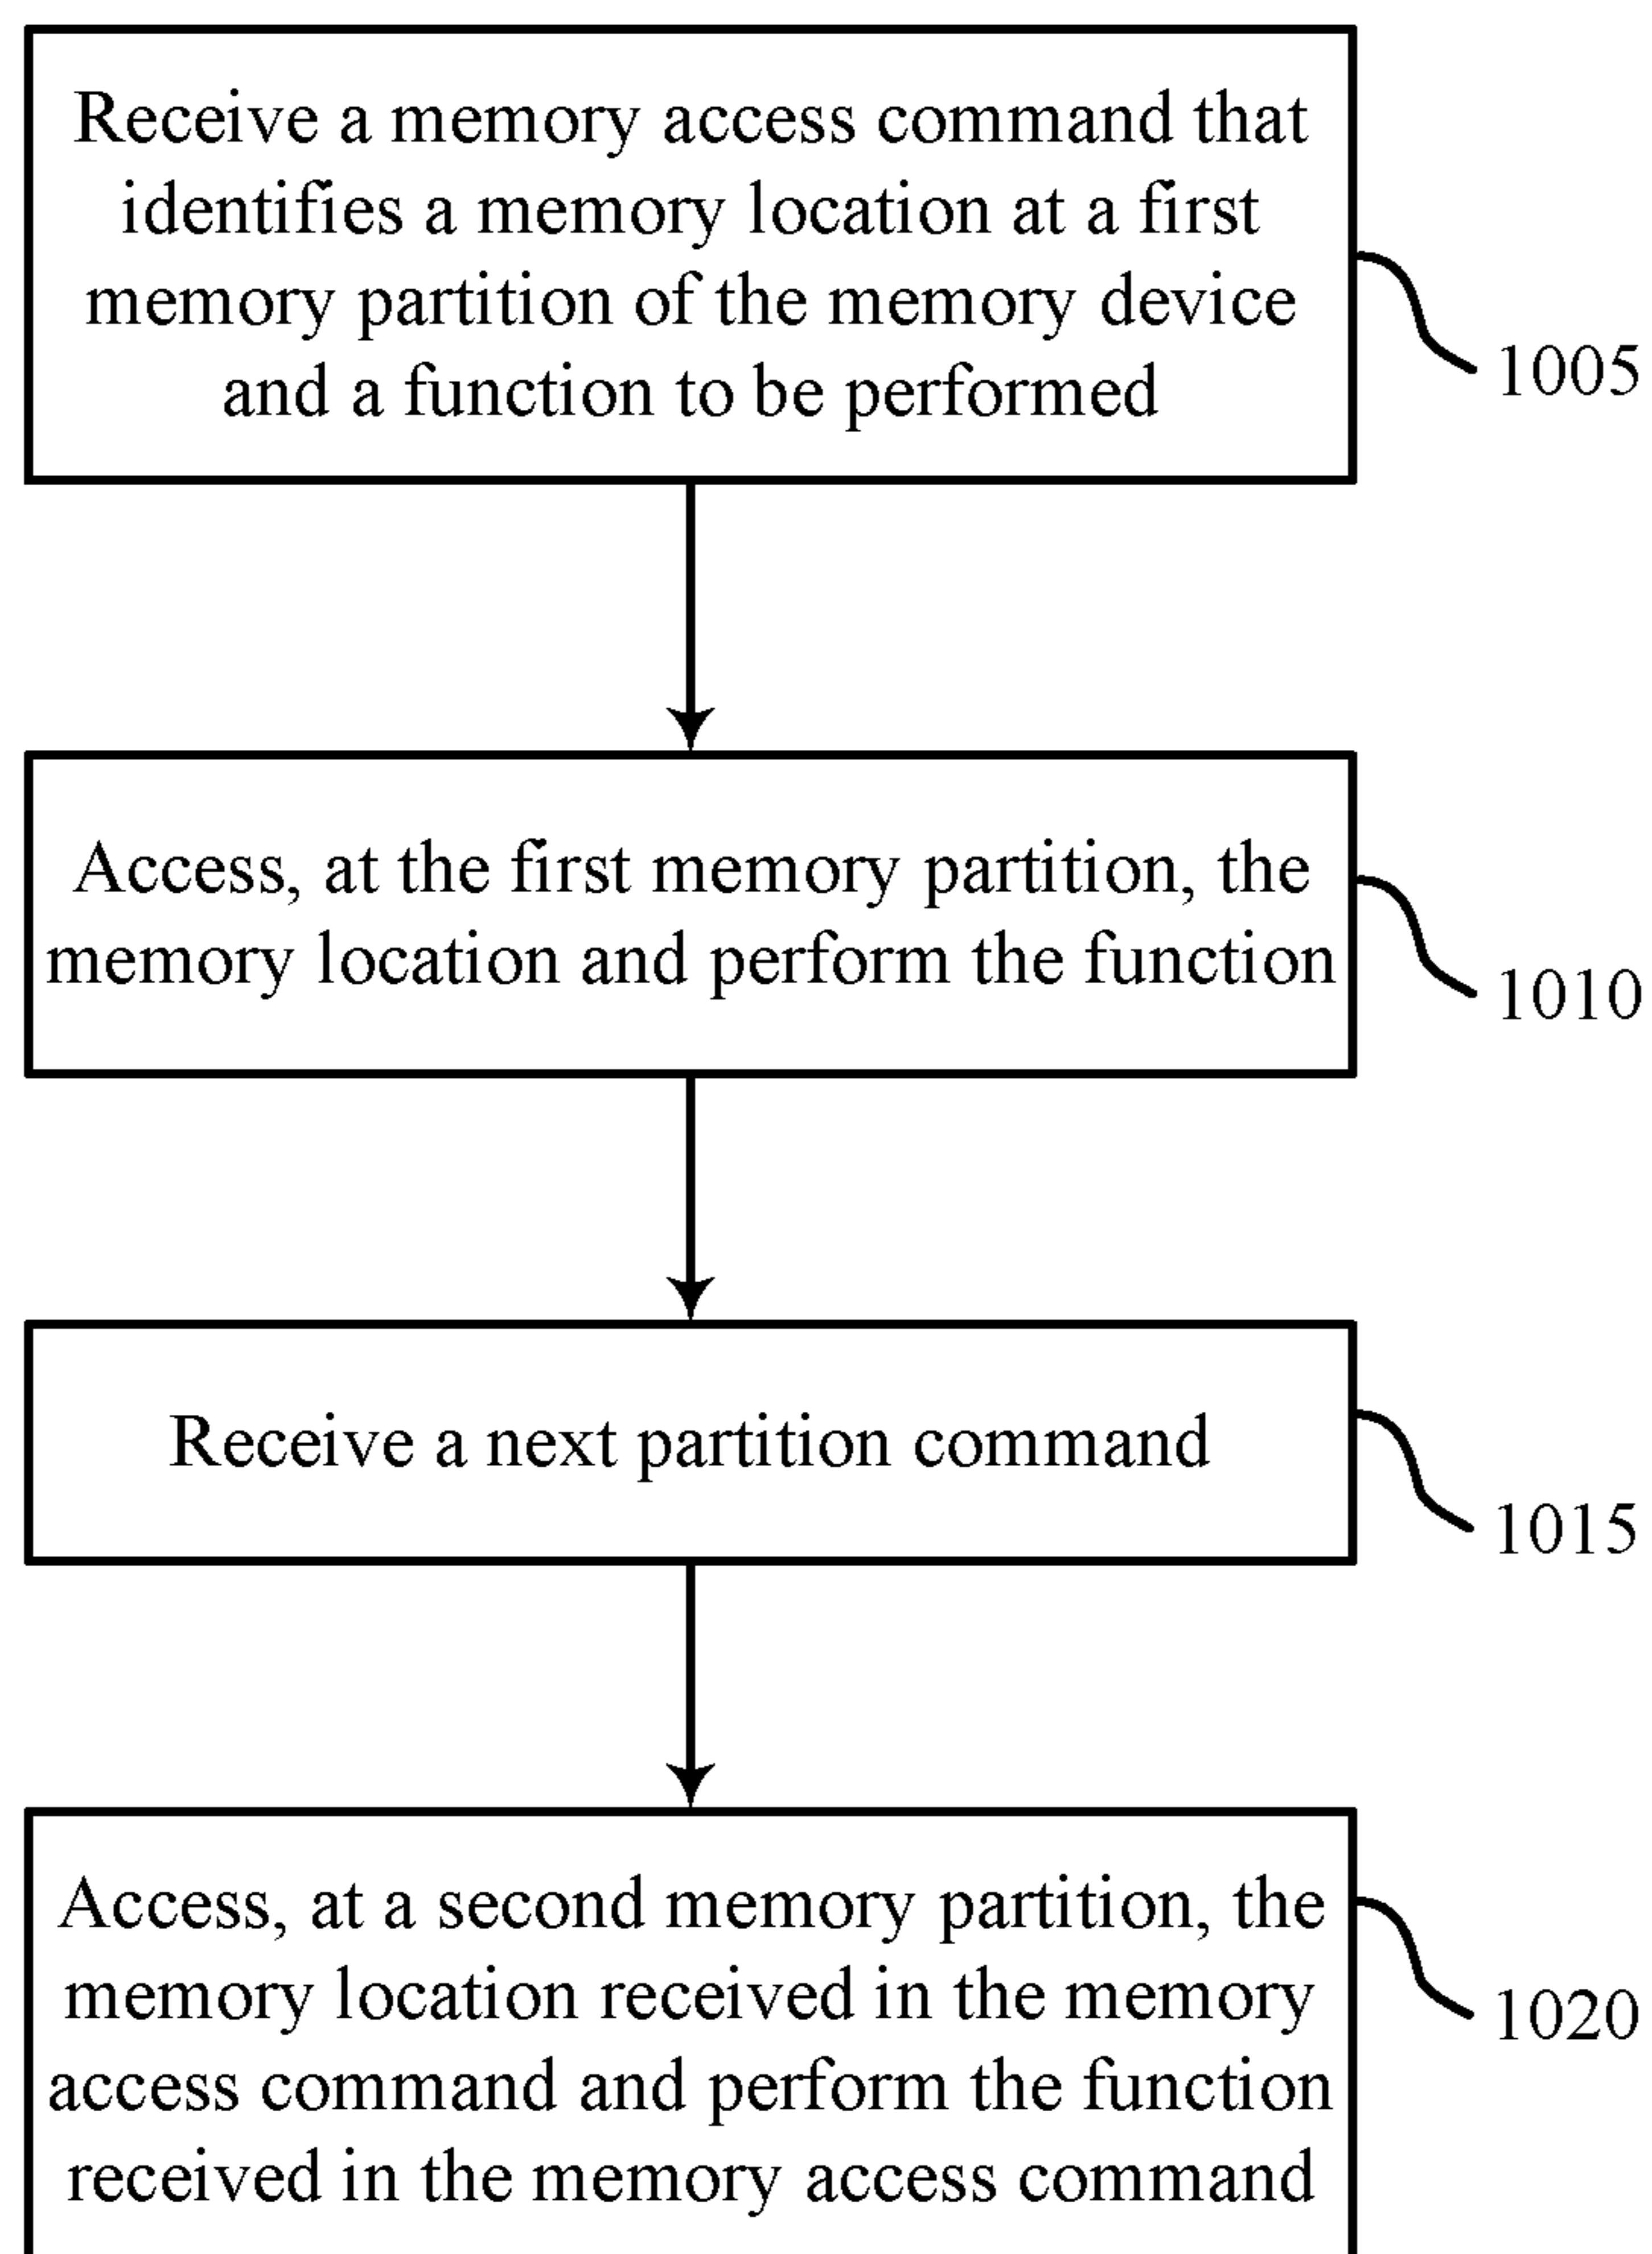 Receive a memory access command that
identifies a memory location at a first
memory partition of the memory device
and a function to be performed
1005
Access, at the first memory partition, the
memory location and perform the function
1010
Receive a next partition command
1015
Access, at a second memory partition, the
memory location received in the memory
access command and perform the function
received in the memory access command
1020